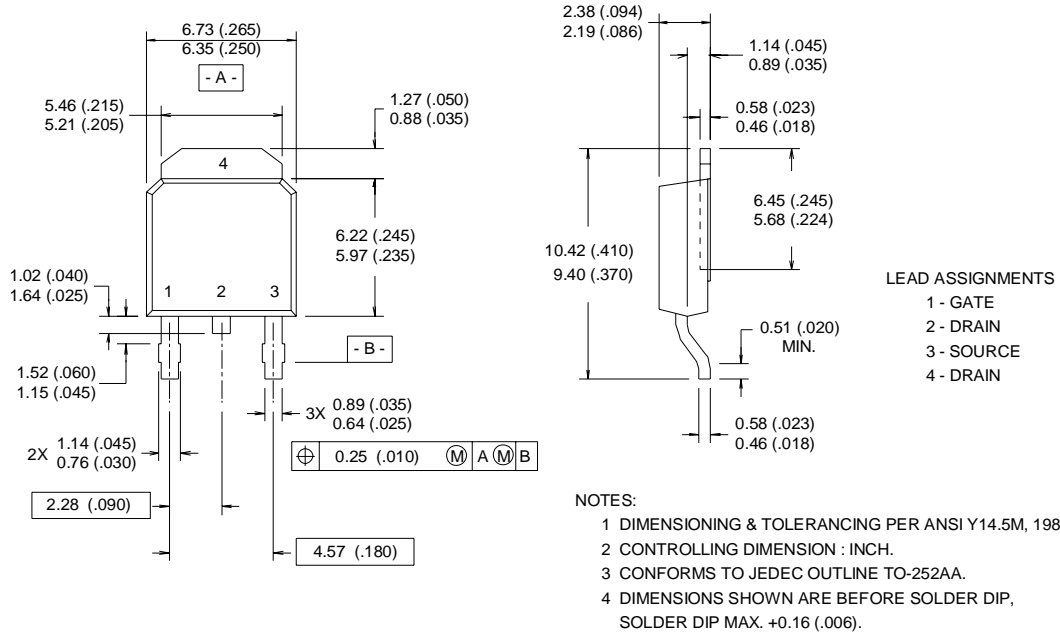 6.73 (.265)
6.35 (.250)
- A -
5.46 (.215)
5.21 (.205)
1.27 (.050)
0.88 (.035)
4
6.22 (.245)
5.97 (.235)
1.02 (.040)
1.64 (.025)
1 2 3
- B -
1.52 (.060)
1.15 (.045)
3X 0.89 (.035)
0.64 (.025)
2X 1.14 (.045)
0.76 (.030)
⌖ 0.25 (.010) Ⓜ A Ⓜ B
2.28 (.090)
4.57 (.180)
2.38 (.094)
2.19 (.086)
1.14 (.045)
0.89 (.035)
0.58 (.023)
0.46 (.018)
6.45 (.245)
5.68 (.224)
10.42 (.410)
9.40 (.370)
0.51 (.020)
MIN.
0.58 (.023)
0.46 (.018)
LEAD ASSIGNMENTS
1 - GATE
2 - DRAIN
3 - SOURCE
4 - DRAIN
NOTES:
1 DIMENSIONING & TOLERANCING PER ANSI Y14.5M, 198
2 CONTROLLING DIMENSION : INCH.
3 CONFORMS TO JEDEC OUTLINE TO-252AA.
4 DIMENSIONS SHOWN ARE BEFORE SOLDER DIP,
SOLDER DIP MAX. +0.16 (.006).